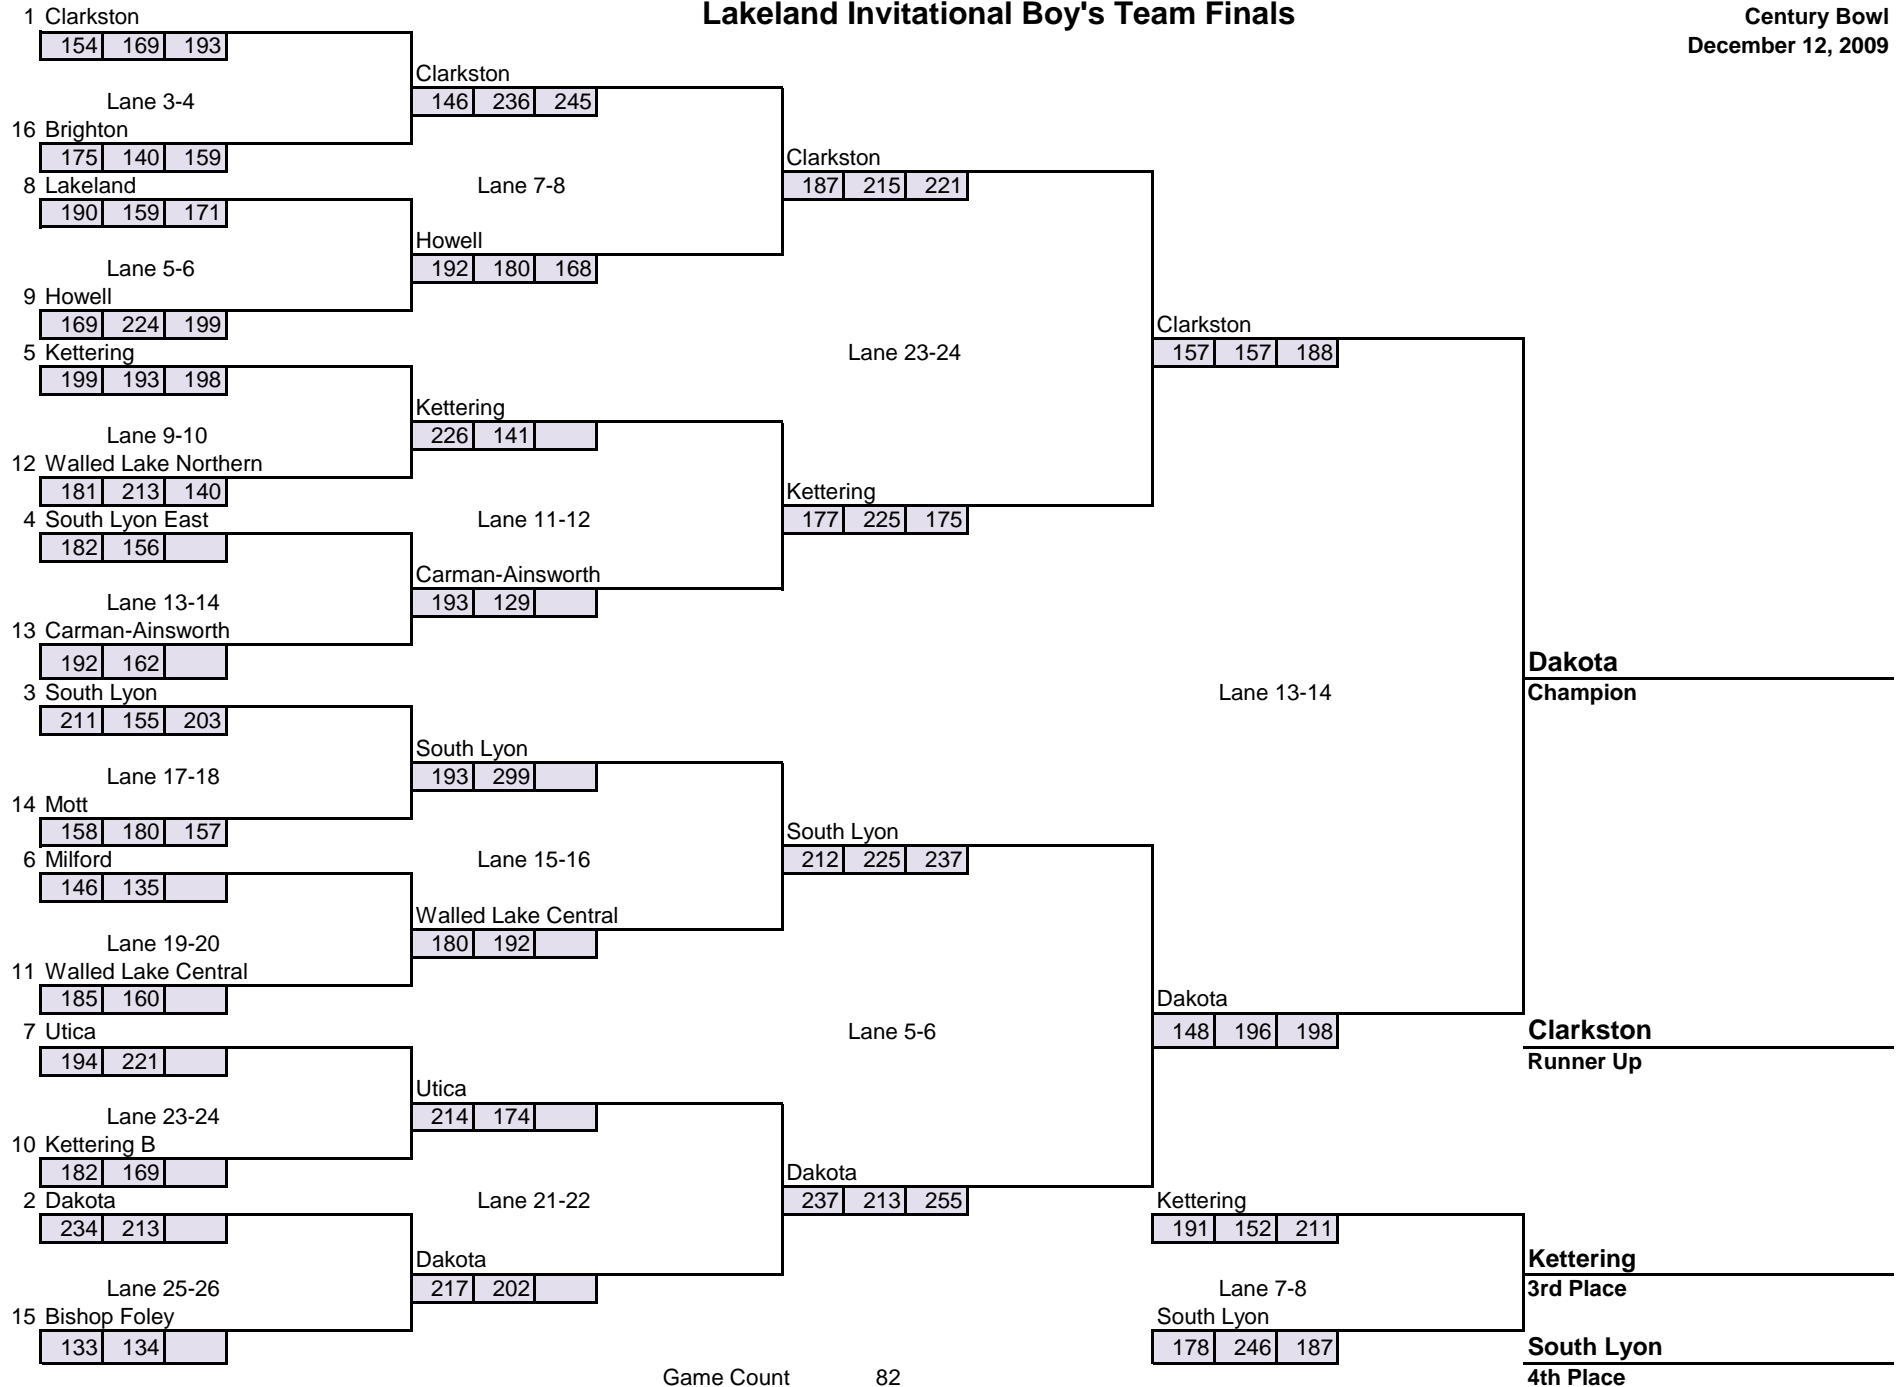 Lakeland Invitational Boy's Team Finals
Century Bowl
December 12, 2009
1 Clarkston
154 169 193
Lane 3-4
16 Brighton
175 140 159
8 Lakeland
190 159 171
Lane 5-6
9 Howell
169 224 199
5 Kettering
199 193 198
Lane 9-10
12 Walled Lake Northern
181 213 140
4 South Lyon East
182 156
Lane 13-14
13 Carman-Ainsworth
192 162
3 South Lyon
211 155 203
Lane 17-18
14 Mott
158 180 157
6 Milford
146 135
Lane 19-20
11 Walled Lake Central
185 160
7 Utica
194 221
Lane 23-24
10 Kettering B
182 169
2 Dakota
234 213
Lane 25-26
15 Bishop Foley
133 134
Clarkston
146 236 245
Lane 7-8
Howell
192 180 168
Kettering
226 141
Lane 11-12
Carman-Ainsworth
193 129
South Lyon
193 299
Lane 15-16
Walled Lake Central
180 192
Utica
214 174
Lane 21-22
Dakota
217 202
Clarkston
187 215 221
Lane 23-24
Kettering
177 225 175
South Lyon
212 225 237
Lane 5-6
Dakota
237 213 255
Clarkston
157 157 188
Lane 13-14
Dakota
148 196 198
Kettering
191 152 211
Lane 7-8
South Lyon
178 246 187
Dakota
Champion
Clarkston
Runner Up
Kettering
3rd Place
South Lyon
4th Place
Game Count 82